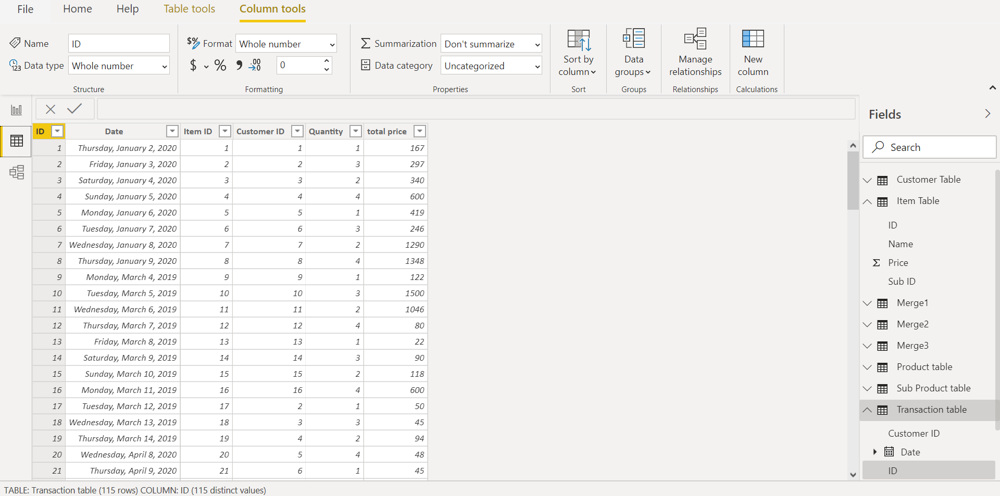 File Home Help Table tools Column tools
Name ID
Data type Whole number
Structure
$% Format Whole number
$ % , .00 →.0 0
Formatting
Summarization Don't summarize
Data category Uncategorized
Properties
Sort by
column
Sort
Data
groups
Groups
Manage
relationships
Relationships
New
column
Calculations
ID Date Item ID Customer ID Quantity total price
1 Thursday, January 2, 2020 1 1 1 167
2 Friday, January 3, 2020 2 2 3 297
3 Saturday, January 4, 2020 3 3 2 340
4 Sunday, January 5, 2020 4 4 4 600
5 Monday, January 6, 2020 5 5 1 419
6 Tuesday, January 7, 2020 6 6 3 246
7 Wednesday, January 8, 2020 7 7 2 1290
8 Thursday, January 9, 2020 8 8 4 1348
9 Monday, March 4, 2019 9 9 1 122
10 Tuesday, March 5, 2019 10 10 3 1500
11 Wednesday, March 6, 2019 11 11 2 1046
12 Thursday, March 7, 2019 12 12 4 80
13 Friday, March 8, 2019 13 13 1 22
14 Saturday, March 9, 2019 14 14 3 90
15 Sunday, March 10, 2019 15 15 2 118
16 Monday, March 11, 2019 16 16 4 600
17 Tuesday, March 12, 2019 17 2 1 50
18 Wednesday, March 13, 2019 18 3 3 45
19 Thursday, March 14, 2019 19 4 2 94
20 Wednesday, April 8, 2020 20 5 4 48
21 Thursday, April 9, 2020 21 6 1 45
Fields
Search
Customer Table
Item Table
ID
Name
Σ Price
Sub ID
Merge1
Merge2
Merge3
Product table
Sub Product table
Transaction table
Customer ID
Date
ID
TABLE: Transaction table (115 rows) COLUMN: ID (115 distinct values)